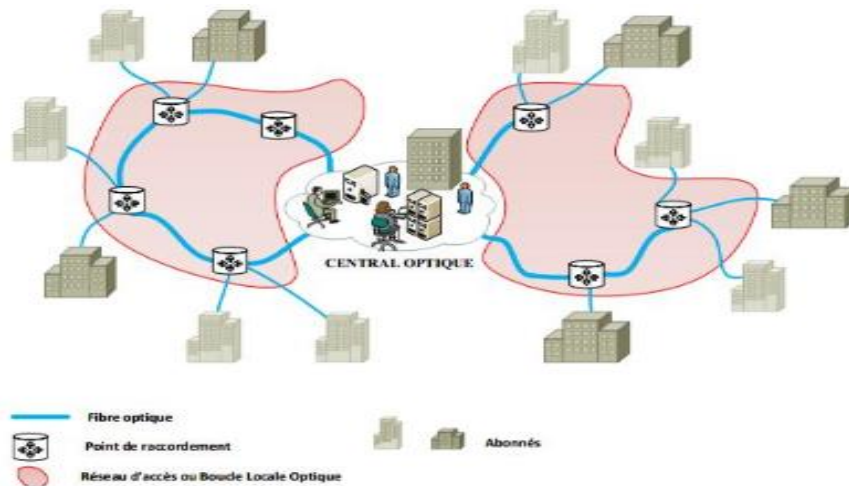 CENTRAL OPTIQUE
Fibre optique
Point de raccordement
Abonnés
Réseau d'accès ou Boucle Locale Optique